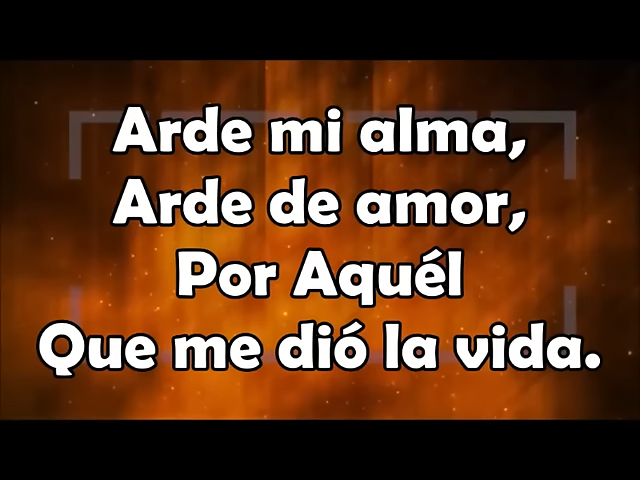 Arde mi alma,
Arde de amor,
Por Aquél
Que me dió la vida.